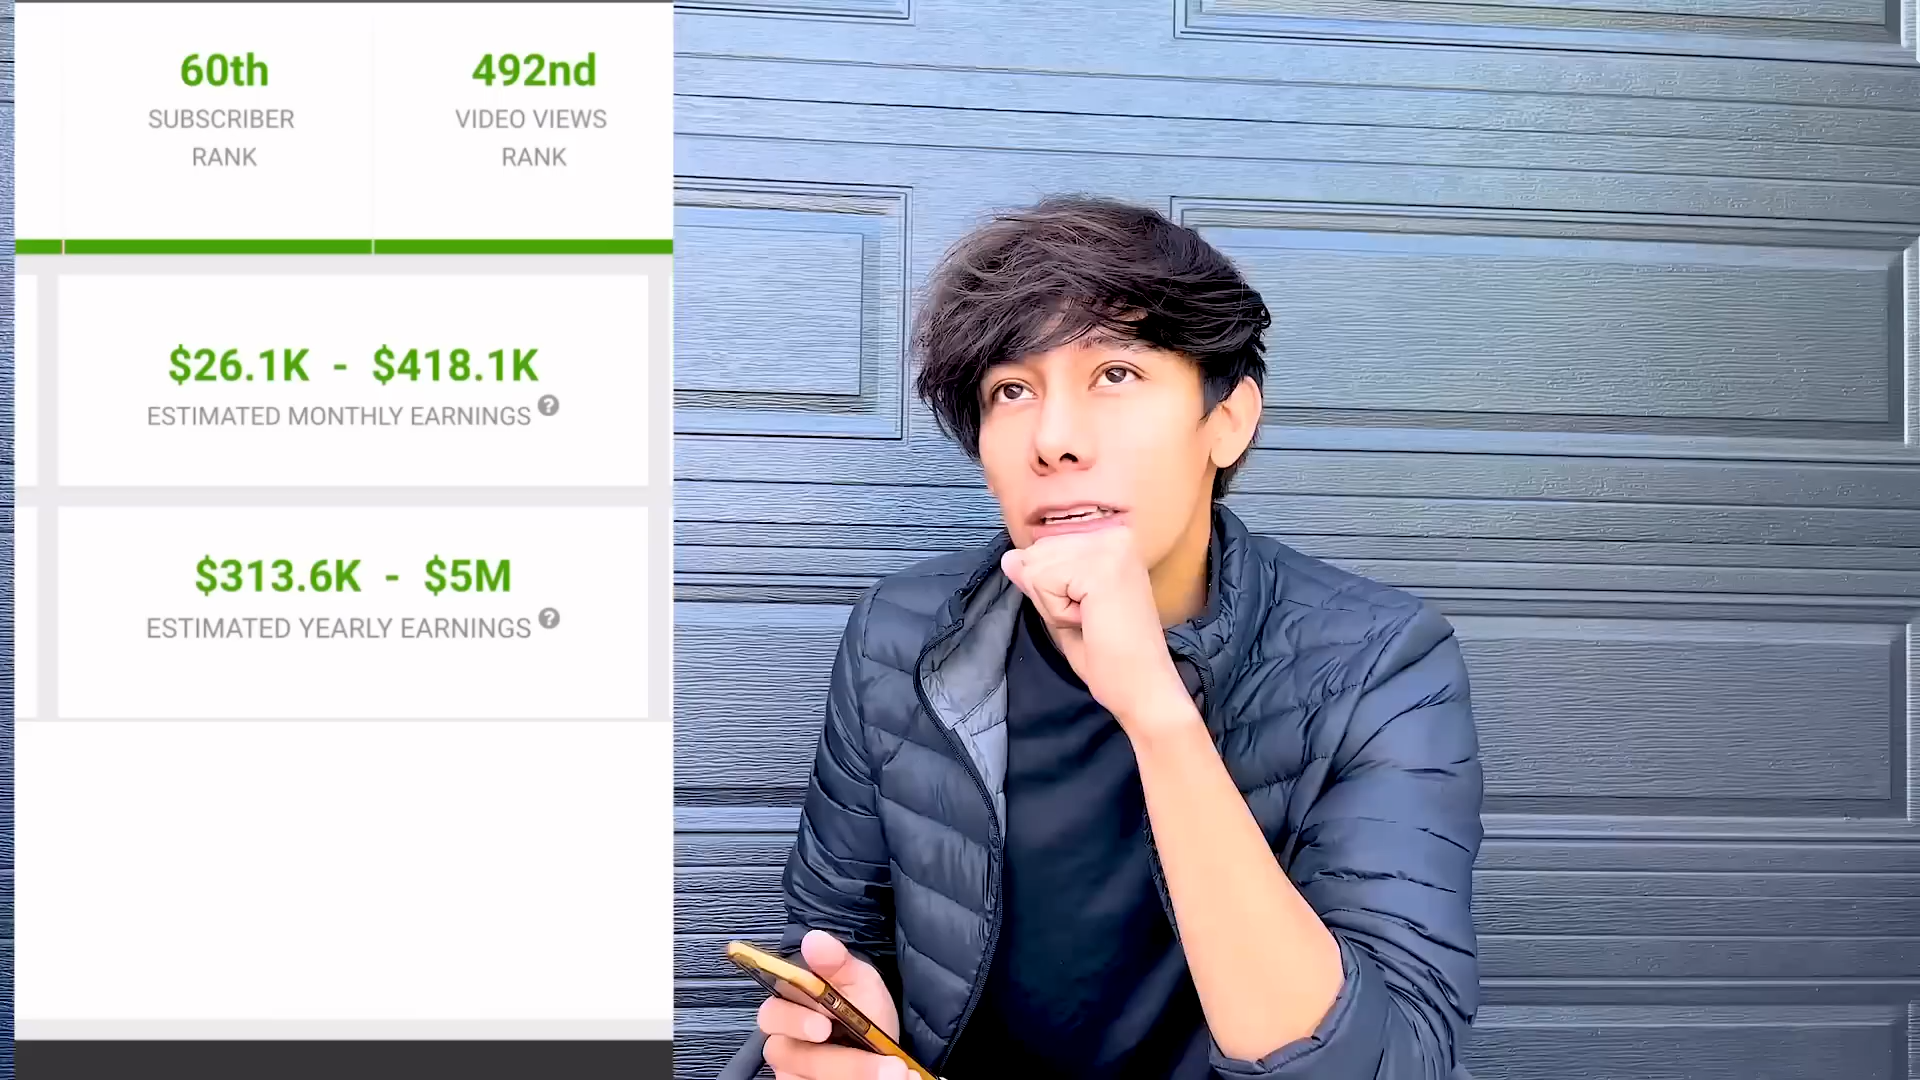 60th
SUBSCRIBER
RANK
492nd
VIDEO VIEWS
RANK
$26.1K - $418.1K
ESTIMATED MONTHLY EARNINGS ?
$313.6K - $5M
ESTIMATED YEARLY EARNINGS ?